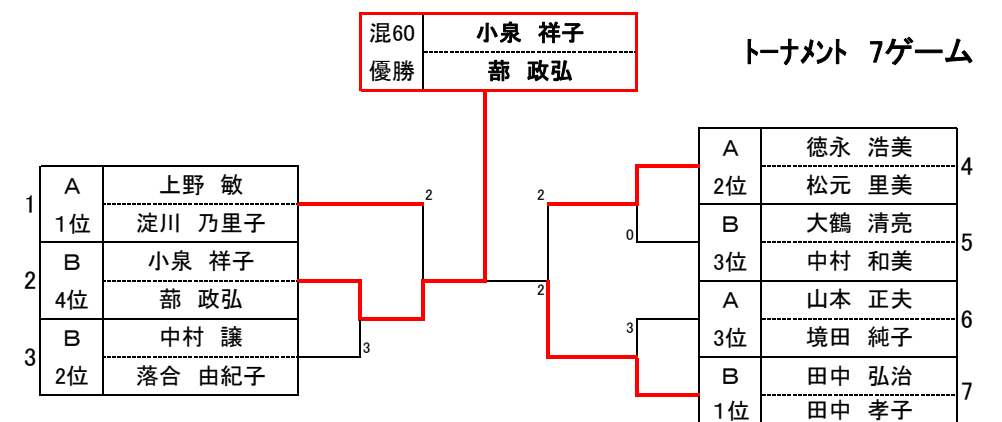 混60 小泉 祥子
優勝 蔀 政弘
トーナメント 7ゲーム
1
A 上野 敏
1位 淀川 乃里子
2
B 小泉 祥子
4位 蔀 政弘
3
B 中村 譲
2位 落合 由紀子
2
3
2
0
2
3
A 徳永 浩美
2位 松元 里美
4
B 大鶴 清亮
3位 中村 和美
5
A 山本 正夫
3位 境田 純子
6
B 田中 弘治
1位 田中 孝子
7